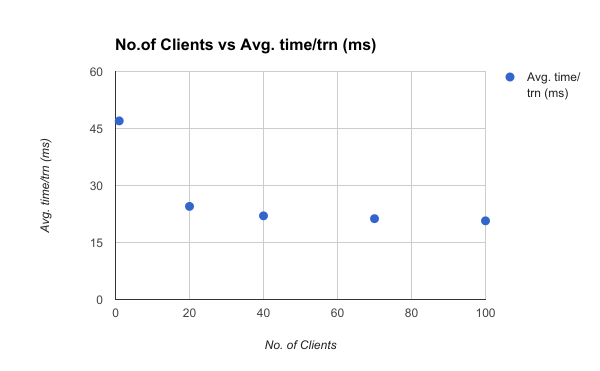 No.of Clients vs Avg. time/trn (ms)
Avg. time/
trn (ms)
Avg. time/trn (ms)
60
45
30
15
0
0 20 40 60 80 100
No. of Clients